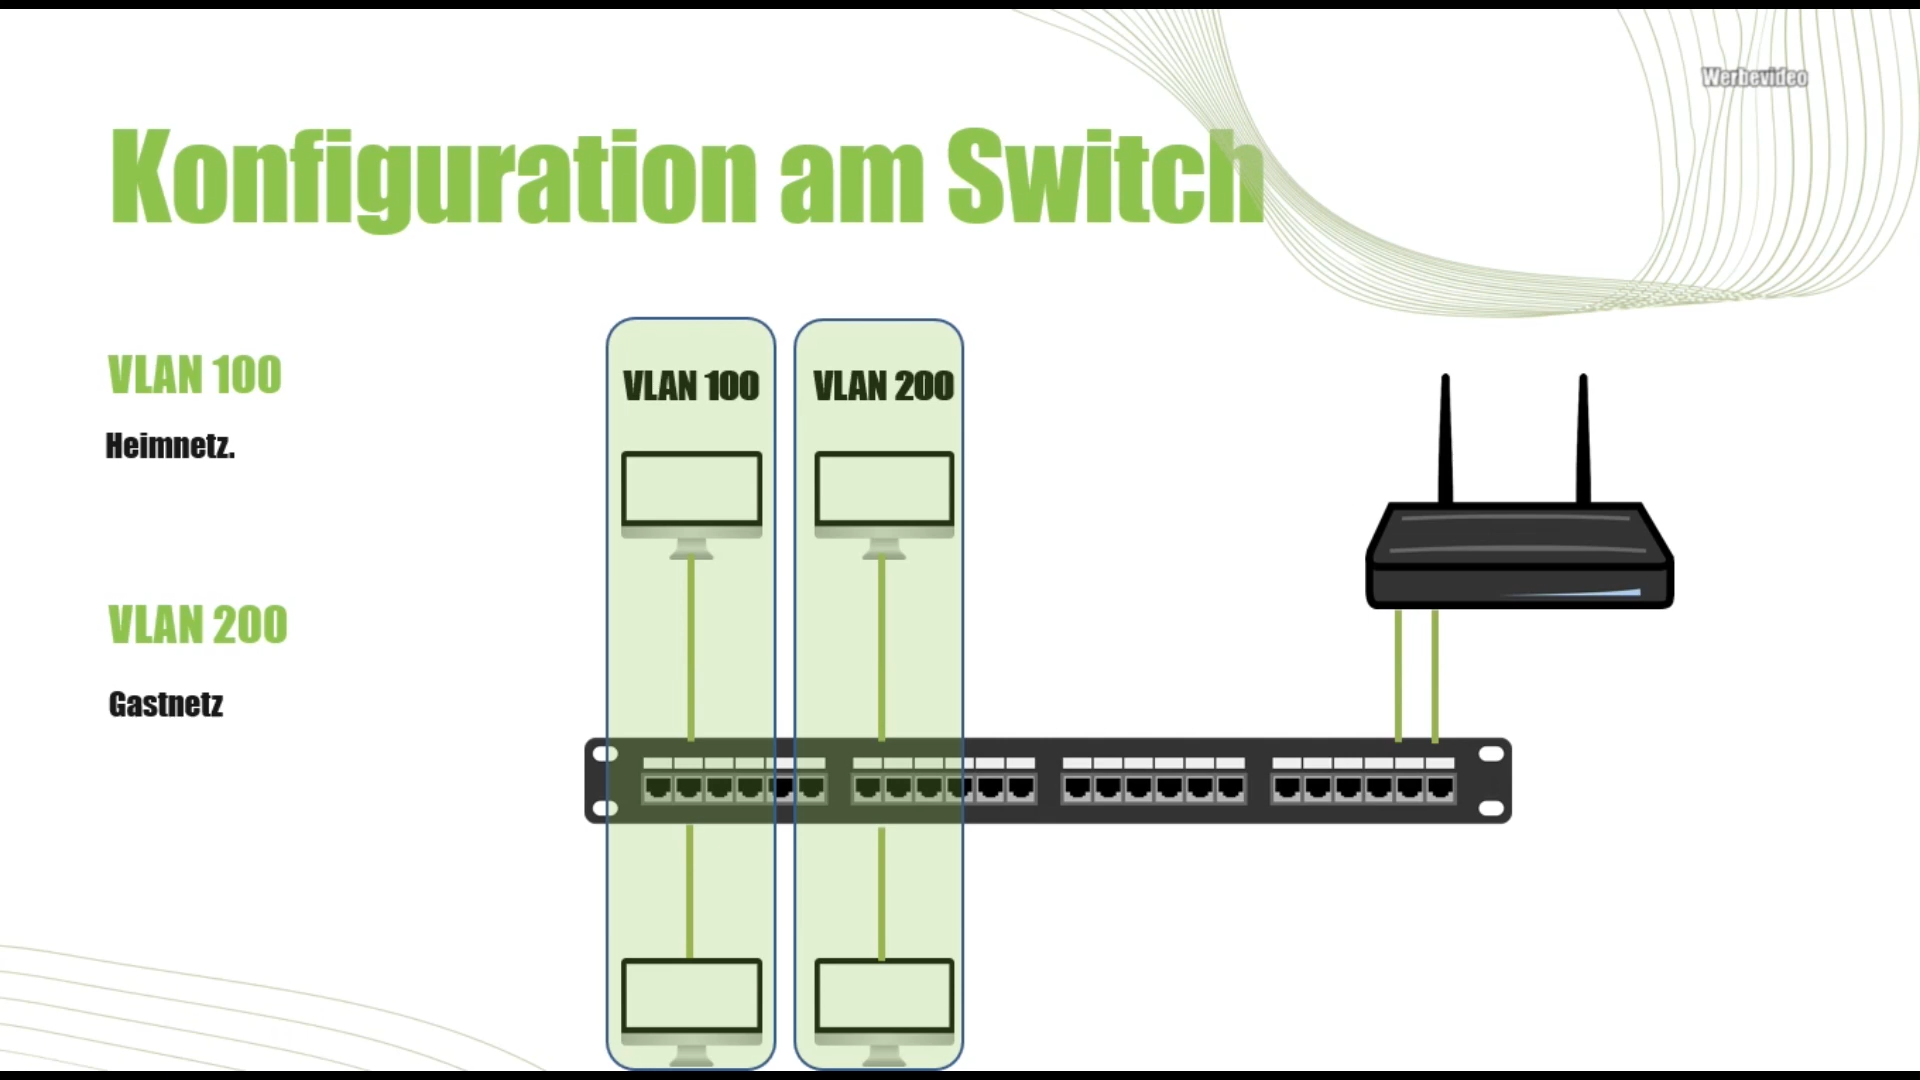 Werbevideo
Konfiguration am Switch
VLAN 100
Heimnetz.
VLAN 200
Gastnetz
VLAN 100
VLAN 200